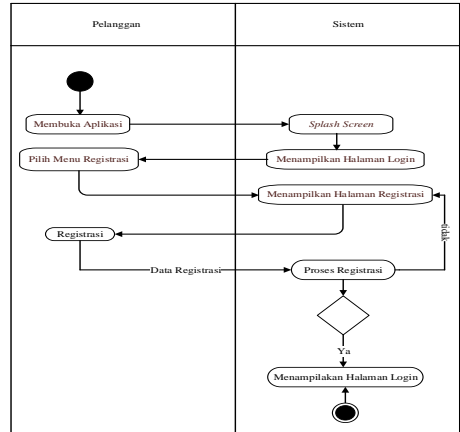 Pelanggan
Sistem
Membuka Aplikasi
Splash Screen
Pilih Menu Registrasi
Menampilkan Halaman Login
Menampilkan Halaman Registrasi
Registrasi
tidak
Data Registrasi
Proses Registrasi
Ya
Menampilakan Halaman Login